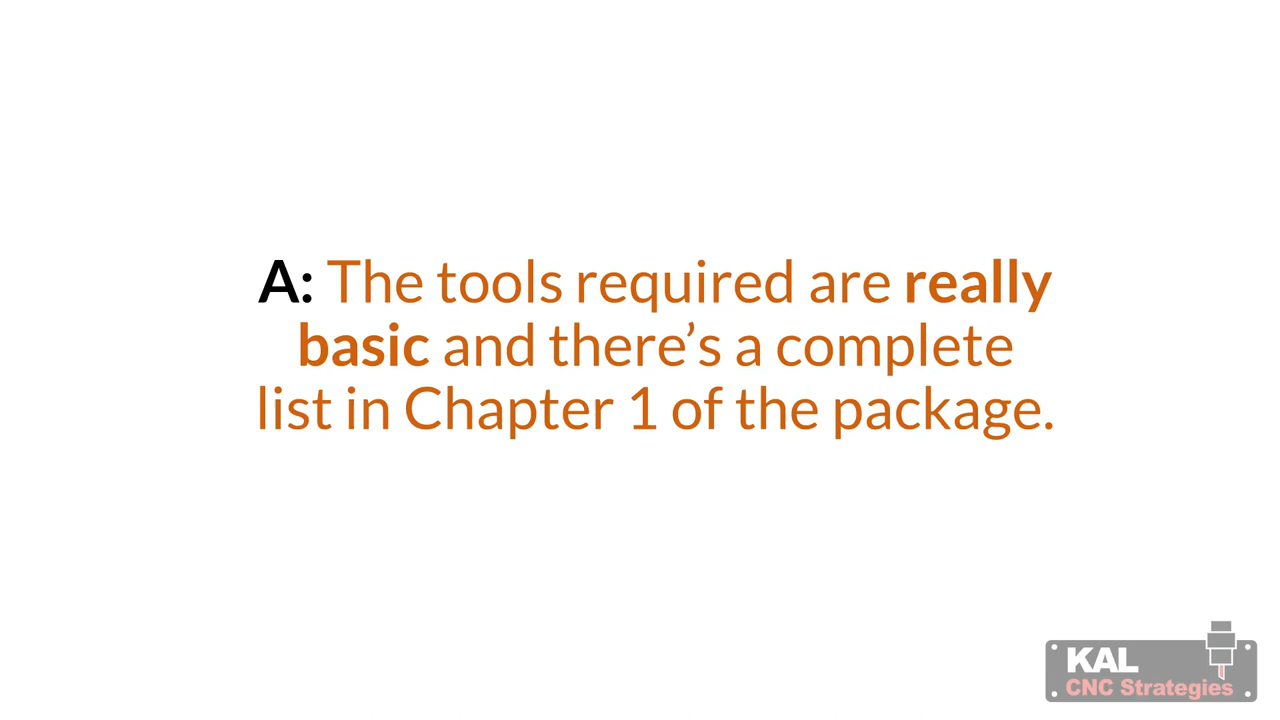 A: The tools required are really
basic and there’s a complete
list in Chapter 1 of the package.
KAL
CNC Strategies